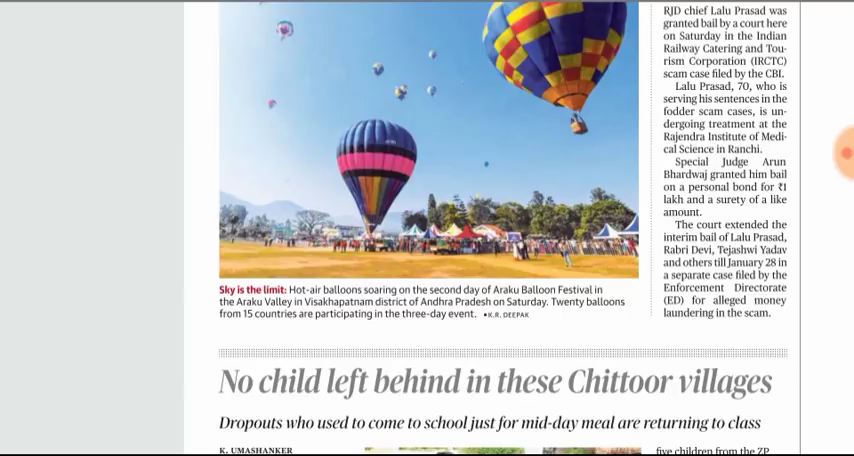 Sky is the limit: Hot-air balloons soaring on the second day of Araku Balloon Festival in
the Araku Valley in Visakhapatnam district of Andhra Pradesh on Saturday. Twenty balloons
from 15 countries are participating in the three-day event. •K.R. DEEPAK
RJD chief Lalu Prasad was
granted bail by a court here
on Saturday in the Indian
Railway Catering and Tou-
rism Corporation (IRCTC)
scam case filed by the CBI.
Lalu Prasad, 70, who is
serving his sentences in the
fodder scam cases, is un-
dergoing treatment at the
Rajendra Institute of Medi-
cal Science in Ranchi.
Special Judge Arun
Bhardwaj granted him bail
on a personal bond for ₹1
lakh and a surety of a like
amount.
The court extended the
interim bail of Lalu Prasad,
Rabri Devi, Tejashwi Yadav
and others till January 28 in
a separate case filed by the
Enforcement Directorate
(ED) for alleged money
laundering in the scam.
No child left behind in these Chittoor villages
Dropouts who used to come to school just for mid-day meal are returning to class
K. UMASHANKER
five children from the ZP